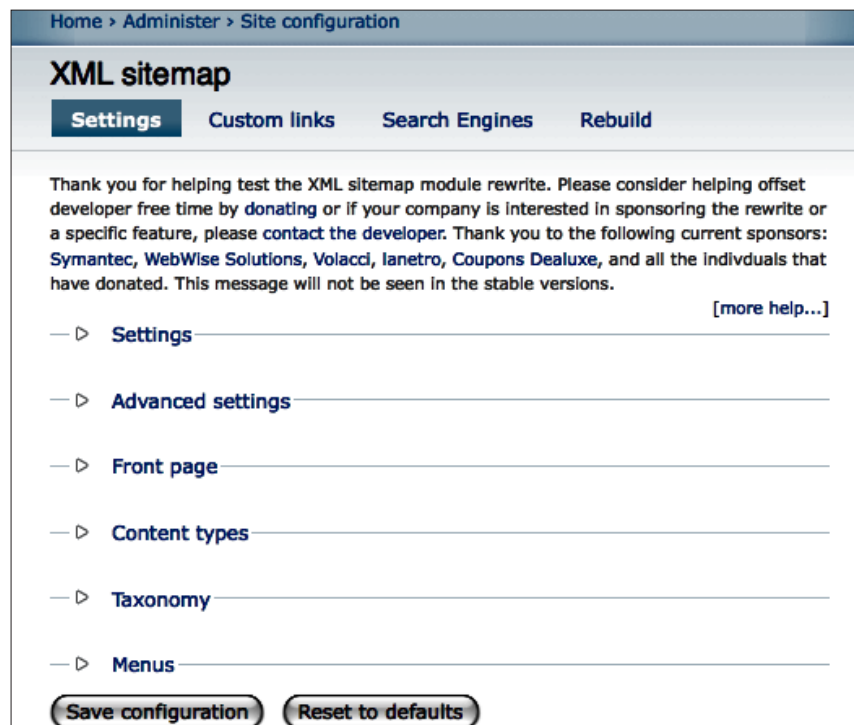 Home › Administer › Site configuration
XML sitemap
Settings Custom links Search Engines Rebuild
Thank you for helping test the XML sitemap module rewrite. Please consider helping offset
developer free time by donating or if your company is interested in sponsoring the rewrite or
a specific feature, please contact the developer. Thank you to the following current sponsors:
Symantec, WebWise Solutions, Volacci, lanetro, Coupons Dealuxe, and all the indivduals that
have donated. This message will not be seen in the stable versions.
[more help...]
Settings
Advanced settings
Front page
Content types
Taxonomy
Menus
Save configuration Reset to defaults